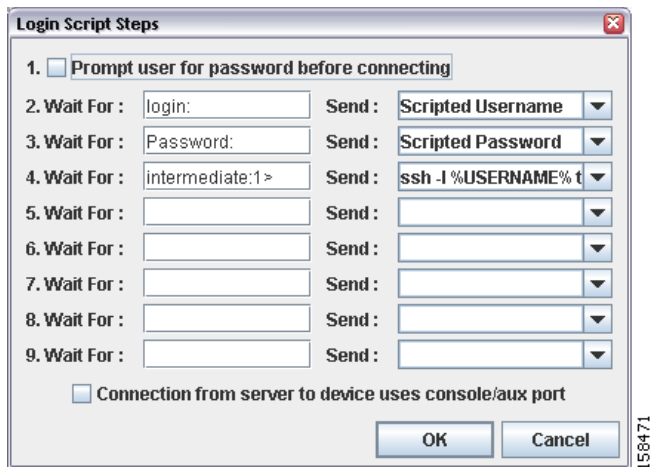 Login Script Steps
1. Prompt user for password before connecting
2. Wait For : login: Send : Scripted Username
3. Wait For : Password: Send : Scripted Password
4. Wait For : intermediate:1> Send : ssh -l %USERNAME% t
5. Wait For : Send :
6. Wait For : Send :
7. Wait For : Send :
8. Wait For : Send :
9. Wait For : Send :
Connection from server to device uses console/aux port
OK Cancel
158471